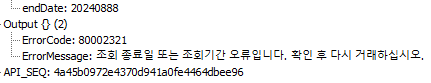 endDate: 20240888
Output {} (2)
ErrorCode: 80002321
ErrorMessage: 조회 종료일 또는 조회기간 오류입니다. 확인 후 다시 거래하십시오.
API_SEQ: 4a45b0972e4370d941a0fe4464dbee96